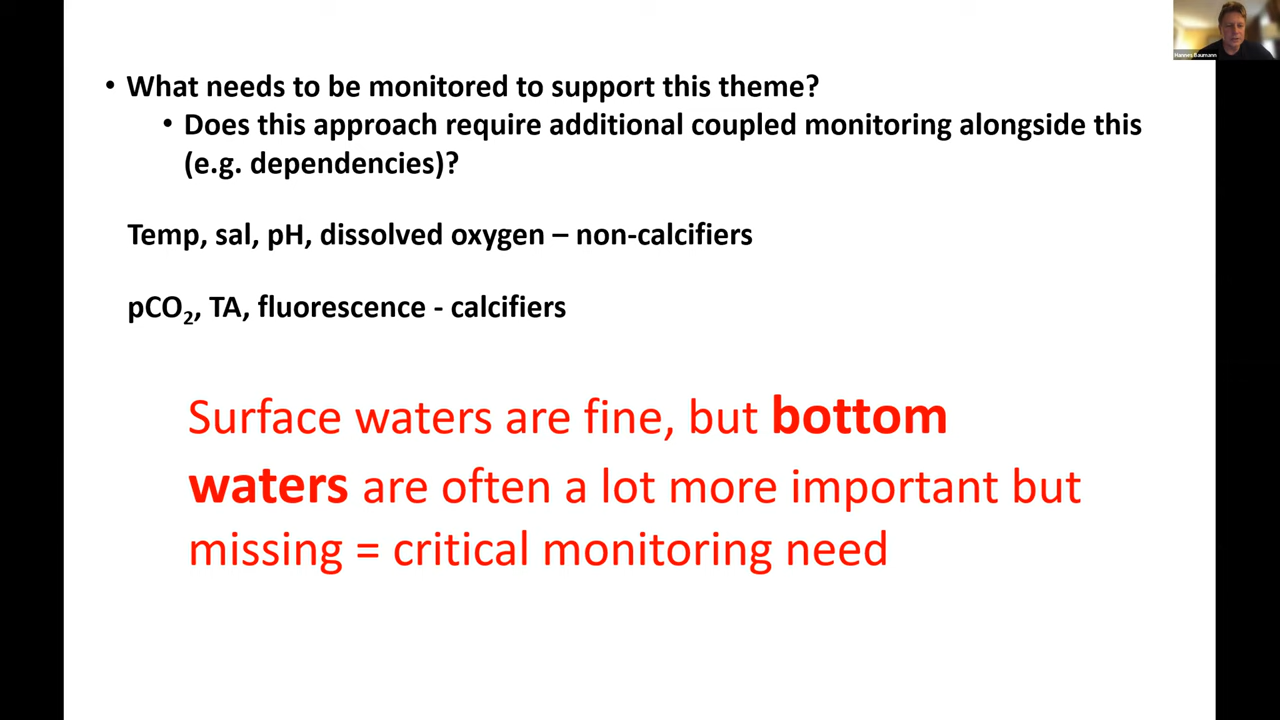 • What needs to be monitored to support this theme?
• Does this approach require additional coupled monitoring alongside this
(e.g. dependencies)?
Temp, sal, pH, dissolved oxygen – non-calcifiers
pCO₂, TA, fluorescence - calcifiers
Surface waters are fine, but bottom
waters are often a lot more important but
missing = critical monitoring need
Hannes Baumann